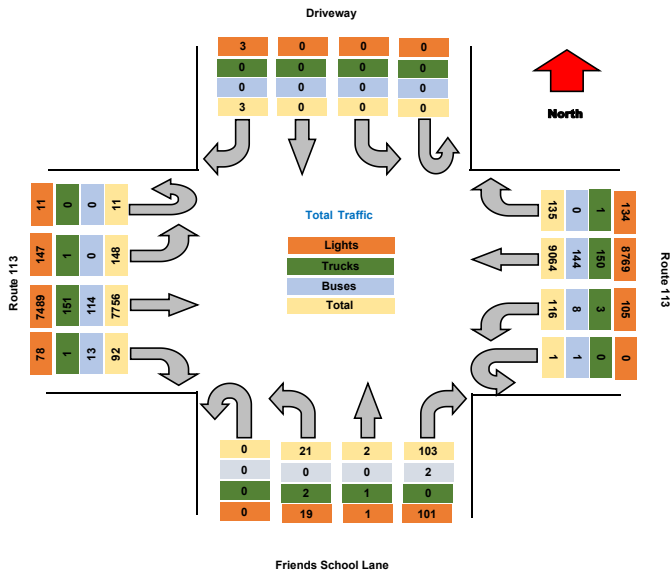 Driveway
3 0 0 0
0 0 0 0
0 0 0 0
3 0 0 0
North
Route 113
11 0 0 11
147 1 0 148
7489 151 114 7756
78 1 13 92
Total Traffic
Lights
Trucks
Buses
Total
135 0 1 134
9064 144 150 8769
116 8 3 105
1 1 0 0
Route 113
0 21 2 103
0 0 0 2
0 2 1 0
0 19 1 101
Friends School Lane